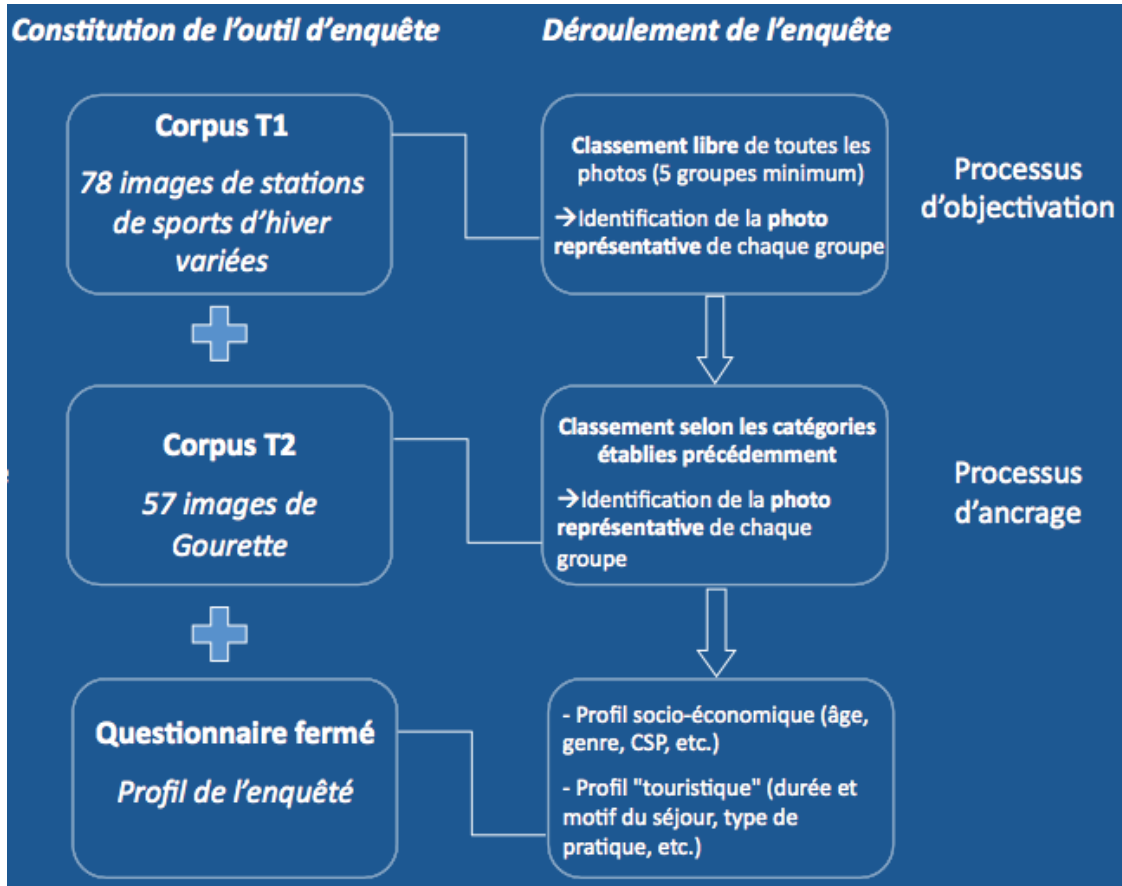 Constitution de l'outil d'enquête
Déroulement de l'enquête
Corpus T1
78 images de stations
de sports d'hiver
variées
Classement libre de toutes les
photos (5 groupes minimum)
→Identification de la photo
représentative de chaque groupe
Processus
d'objectivation
Corpus T2
57 images de
Gourette
Classement selon les catégories
établies précédemment
→Identification de la photo
représentative de chaque
groupe
Processus
d'ancrage
Questionnaire fermé
Profil de l'enquêté
- Profil socio-économique (âge,
genre, CSP, etc.)
- Profil "touristique" (durée et
motif du séjour, type de
pratique, etc.)